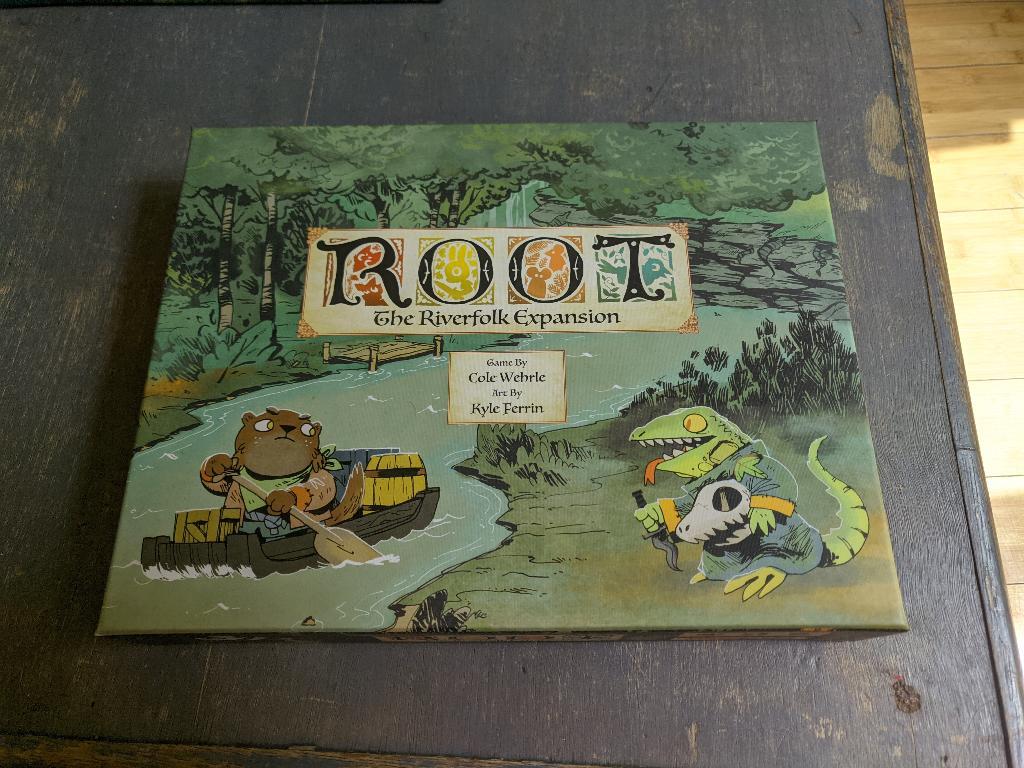 ROOT
The Riverfolk Expansion
Game By
Cole Wehrle
Art By
Kyle Ferrin